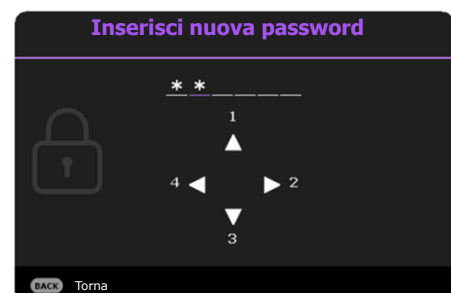 Inserisci nuova password
* * _ _ _ _
1
4 2
3
BACK Torna